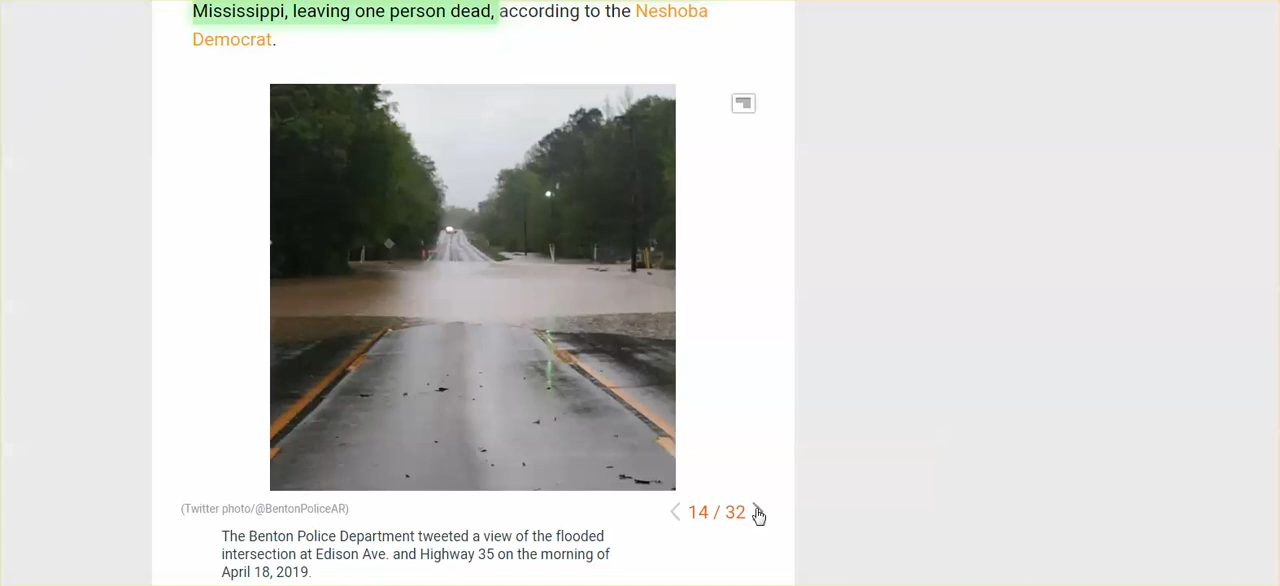 Mississippi, leaving one person dead, according to the Neshoba
Democrat.
(Twitter photo/@BentonPoliceAR)
14 / 32
The Benton Police Department tweeted a view of the flooded
intersection at Edison Ave. and Highway 35 on the morning of
April 18, 2019.